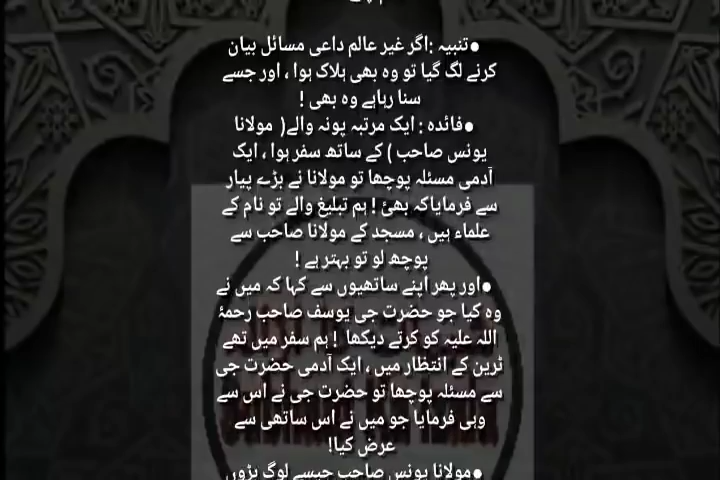 •تنبیہ :اگر غیر عالم داعی مسائل بیان
کرنے لگ گیا تو وہ بھی ہلاک ہوا ، اور جسے
سنا رہاہے وہ بھی !
•فائدہ : ایک مرتبہ پونہ والے( مولانا
یونس صاحب ) کے ساتھ سفر ہوا ، ایک
آدمی مسئلہ پوچھا تو مولانا نے بڑے پیار
سے فرمایاکہ بھئ ! ہم تبلیغ والے تو نام کے
علماء ہیں ، مسجد کے مولانا صاحب سے
پوچھ لو تو بہتر ہے !
•اور پھر اپنے ساتھیوں سے کہا کہ میں نے
وہ کیا جو حضرت جی یوسف صاحب رحمۂ
اللہ علیہ کو کرتے دیکھا ! ہم سفر میں تھے
ٹرین کے انتظار میں ، ایک آدمی حضرت جی
سے مسئلہ پوچھا تو حضرت جی نے اس سے
وہی فرمایا جو میں نے اس ساتھی سے
عرض کیا!
•مولانا یونس صاحب جیسے لوگ بڑوں